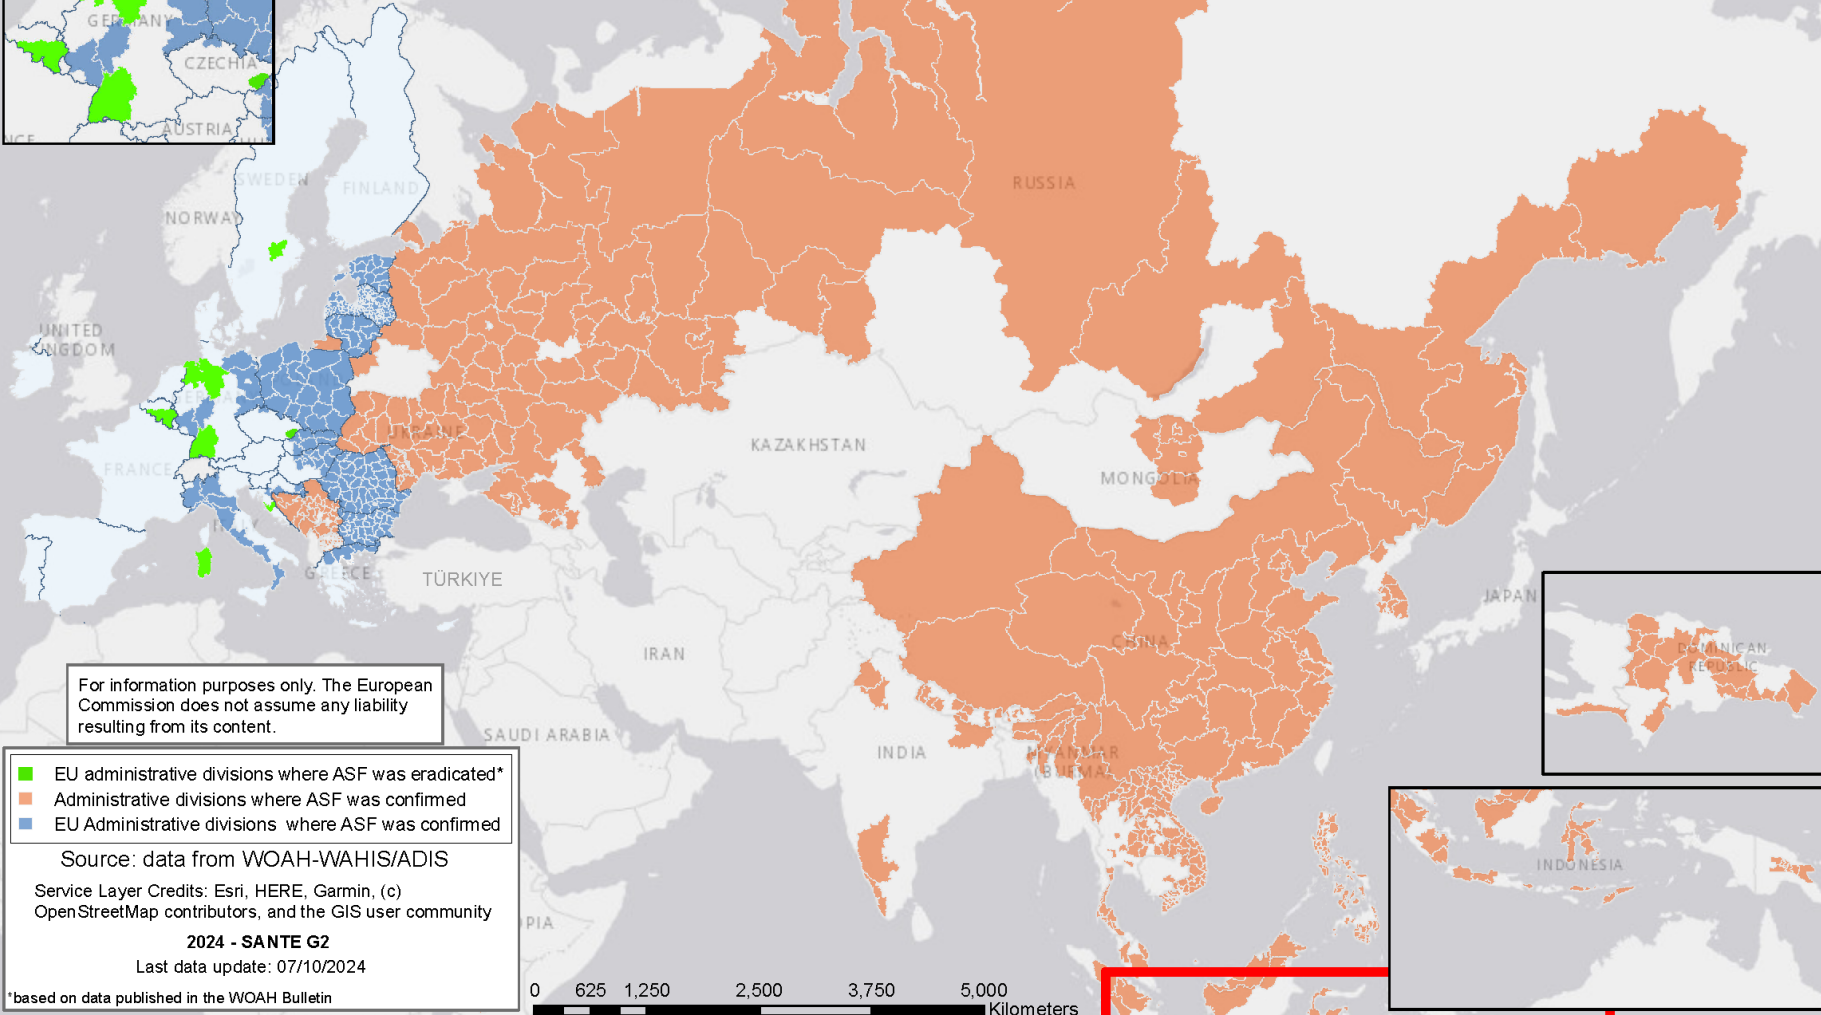 GERMANY
CZECHIA
AUSTRIA
SWEDEN
FINLAND
NORWAY
RUSSIA
UNITED
KINGDOM
UKRAINE
KAZAKHSTAN
MONGOLIA
FRANCE
ITALY
GREECE
TÜRKIYE
JAPAN
IRAN
CHINA
DOMINICAN
REPUBLIC
SAUDI ARABIA
INDIA
MYANMAR
(BURMA)
INDONESIA
OPIA
For information purposes only. The European
Commission does not assume any liability
resulting from its content.
EU administrative divisions where ASF was eradicated*
Administrative divisions where ASF was confirmed
EU Administrative divisions where ASF was confirmed
Source: data from WOAH-WAHIS/ADIS
Service Layer Credits: Esri, HERE, Garmin, (c)
OpenStreetMap contributors, and the GIS user community
2024 - SANTE G2
Last data update: 07/10/2024
*based on data published in the WOAH Bulletin
0 625 1,250 2,500 3,750 5,000
Kilometers